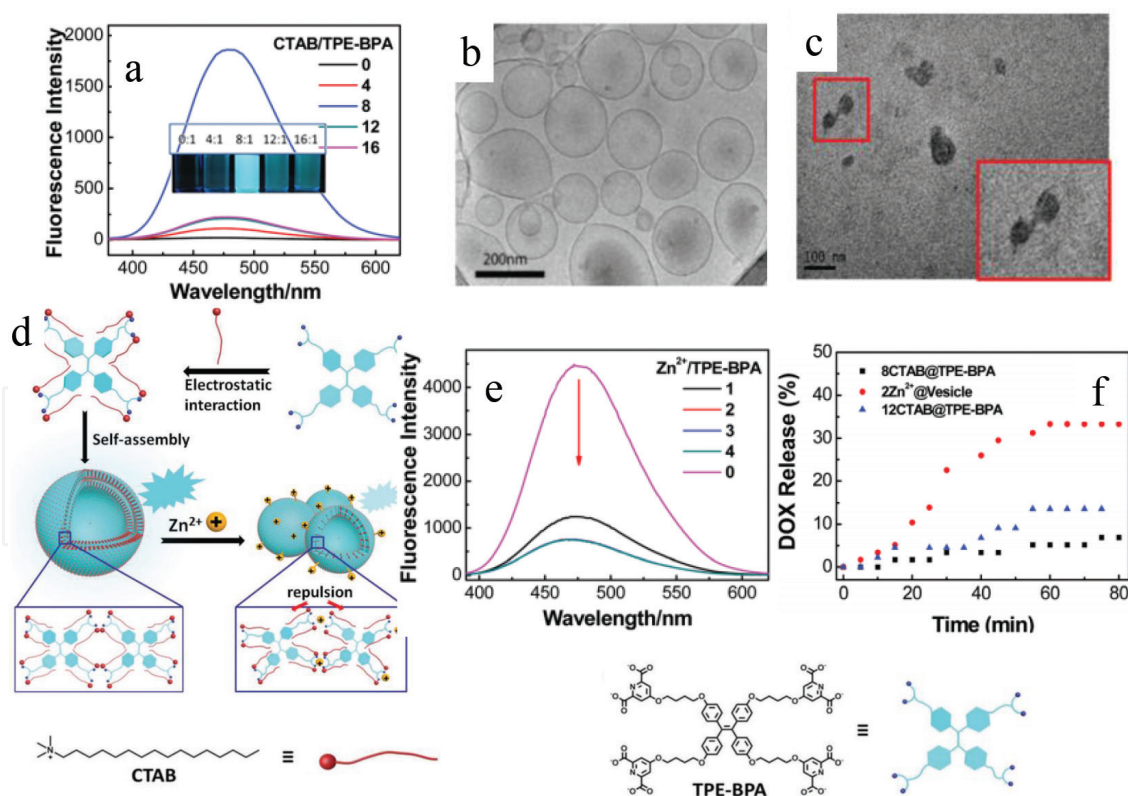 a
CTAB/TPE-BPA
0
4
8
12
16
0:1 4:1 8:1 12:1 16:1
2000
1500
1000
500
250
0
400 450 500 550 600
Fluorescence Intensity
Wavelength/nm
b
200nm
c
100 nm
d
Electrostatic
interaction
Self-assembly
Zn2+
+
repulsion
CTAB
N
+
≡
e
Zn2+/TPE-BPA
1
2
3
4
0
4000
3000
2000
1000
0
400 450 500 550 600
Fluorescence Intensity
Wavelength/nm
f
8CTAB@TPE-BPA
2Zn2+@Vesicle
12CTAB@TPE-BPA
50
45
30
15
10
%
0
0 20 40 60 80
DOX Release (%)
Time (min)
TPE-BPA
≡